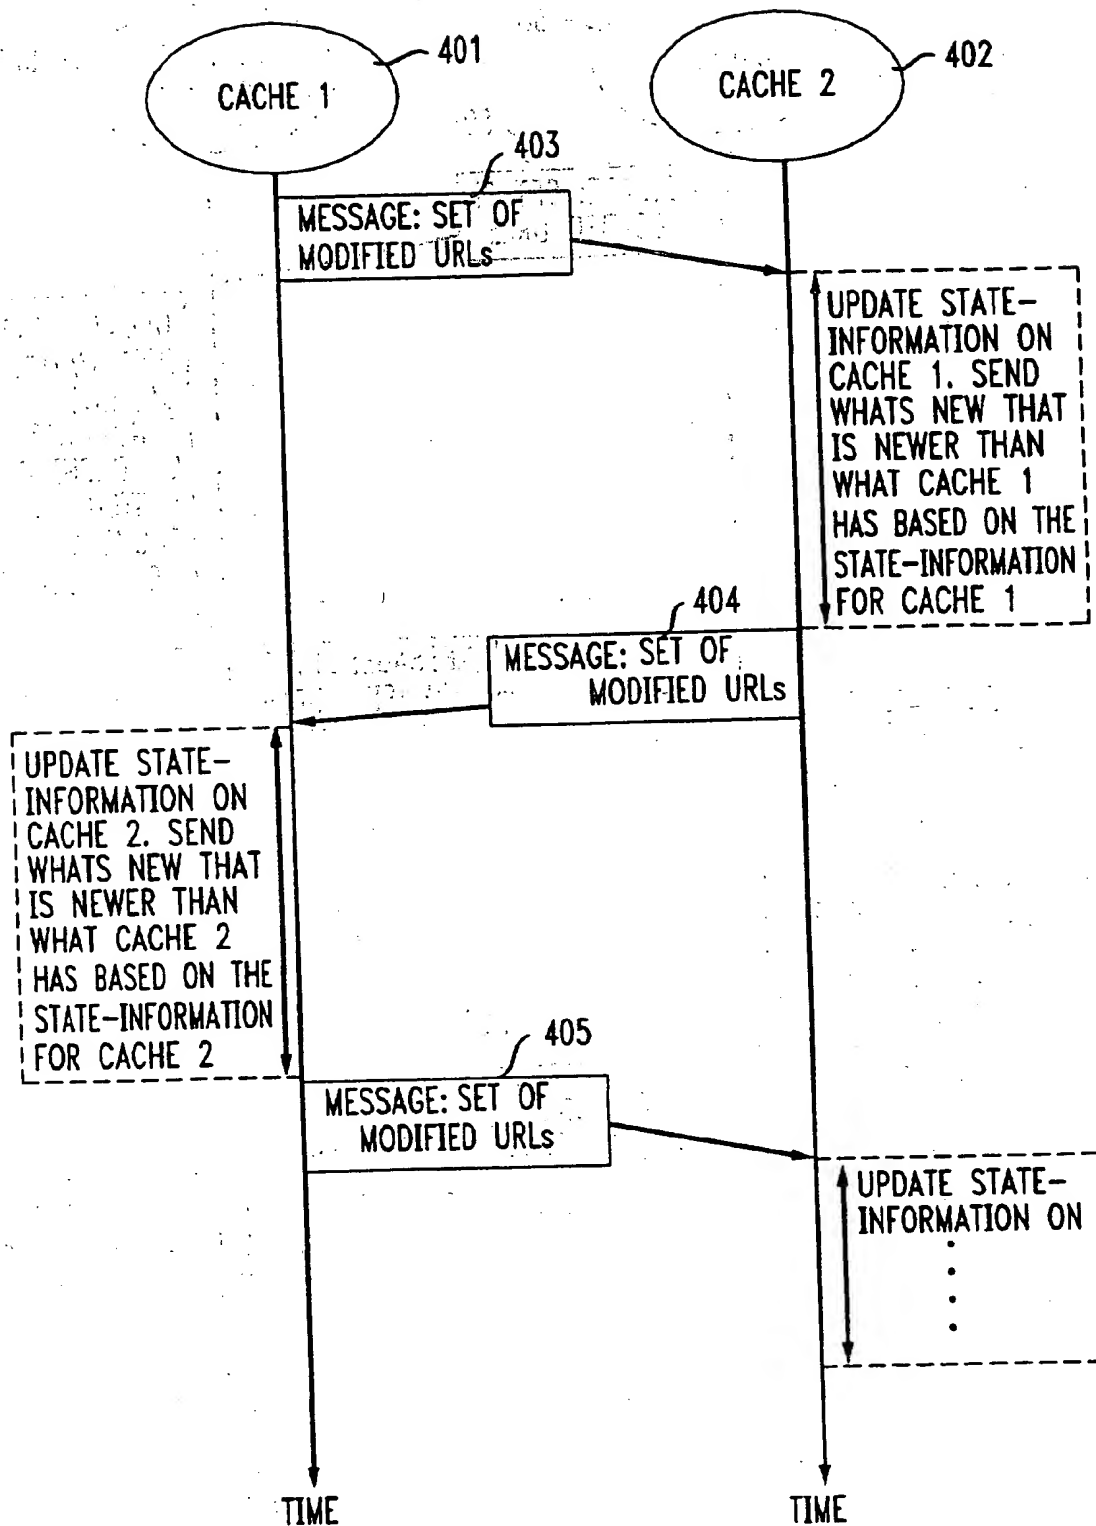 401
402
CACHE 1
CACHE 2
403
MESSAGE: SET OF
MODIFIED URLs
UPDATE STATE-
INFORMATION ON
CACHE 1. SEND
WHATS NEW THAT
IS NEWER THAN
WHAT CACHE 1
HAS BASED ON THE
STATE-INFORMATION
FOR CACHE 1
404
MESSAGE: SET OF
MODIFIED URLs
UPDATE STATE-
INFORMATION ON
CACHE 2. SEND
WHATS NEW THAT
IS NEWER THAN
WHAT CACHE 2
HAS BASED ON THE
STATE-INFORMATION
FOR CACHE 2
405
MESSAGE: SET OF
MODIFIED URLs
UPDATE STATE-
INFORMATION ON
TIME
TIME